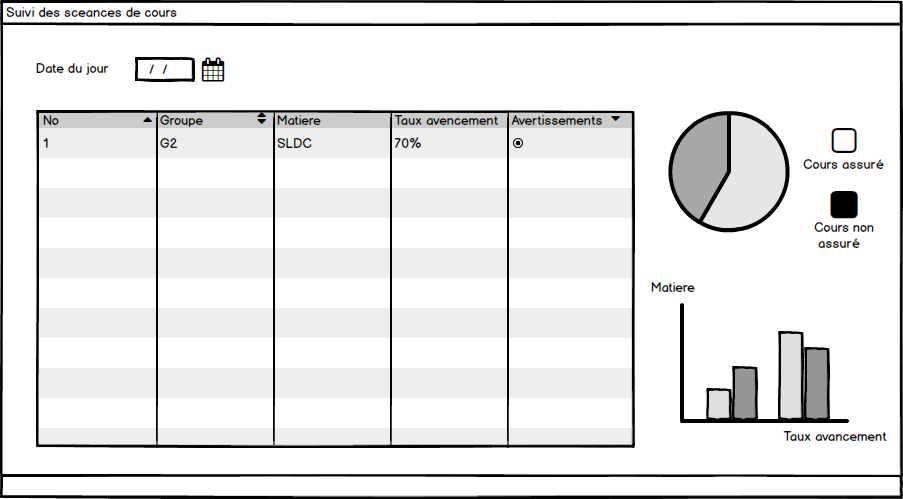 Suivi des sceances de cours
Date du jour
/ /
No Groupe Matiere Taux avencement Avertissements
1 G2 SLDC 70%
Cours assuré
Cours non
assuré
Matiere
Taux avancement